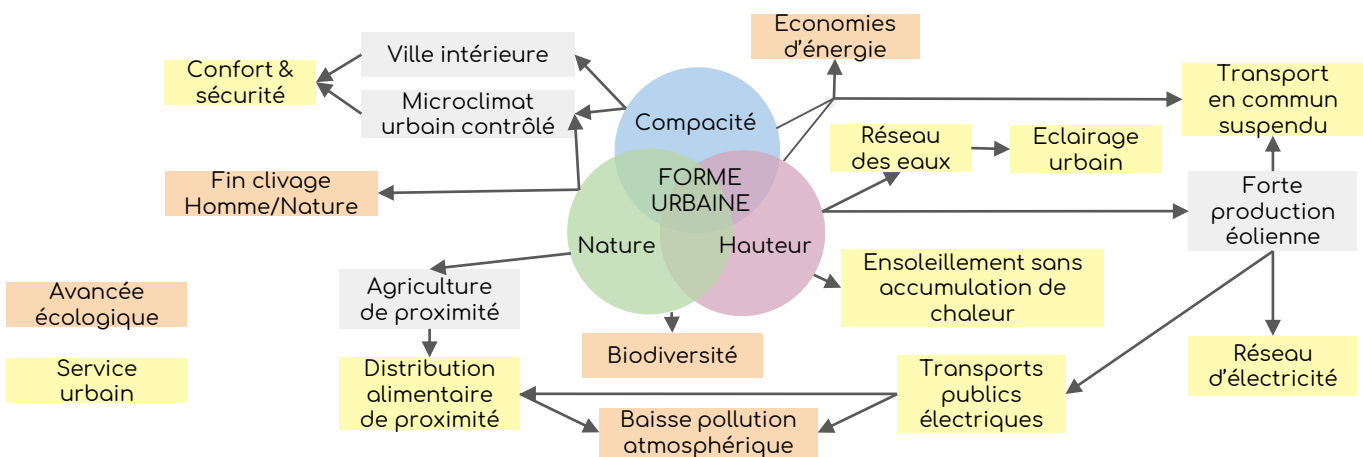 Economies
d'énergie
Ville intérieure
Confort &
sécurité
Microclimat
urbain contrôlé
Compacité
Transport
en commun
suspendu
Réseau
des eaux
Eclairage
urbain
Fin clivage
Homme/Nature
FORME
URBAINE
Forte
production
éolienne
Nature
Hauteur
Agriculture
de proximité
Ensoleillement sans
accumulation de
chaleur
Avancée
écologique
Biodiversité
Réseau
d'électricité
Service
urbain
Distribution
alimentaire
de proximité
Transports
publics
électriques
Baisse pollution
atmosphérique